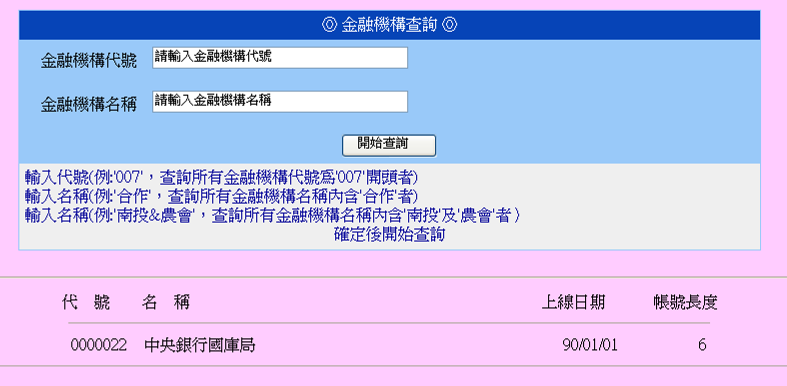 ◎ 金融機構查詢 ◎
金融機構代號 請輸入金融機構代號
金融機構名稱 請輸入金融機構名稱
開始查詢
輸入代號(例:'007'，查詢所有金融機構代號為'007'開頭者)
輸入名稱(例:'合作'，查詢所有金融機構名稱內含'合作'者)
輸入名稱(例:'南投&農會'，查詢所有金融機構名稱內含'南投'及'農會'者 )
確定後開始查詢
代 號 名 稱 上線日期 帳號長度
0000022 中央銀行國庫局 90/01/01 6